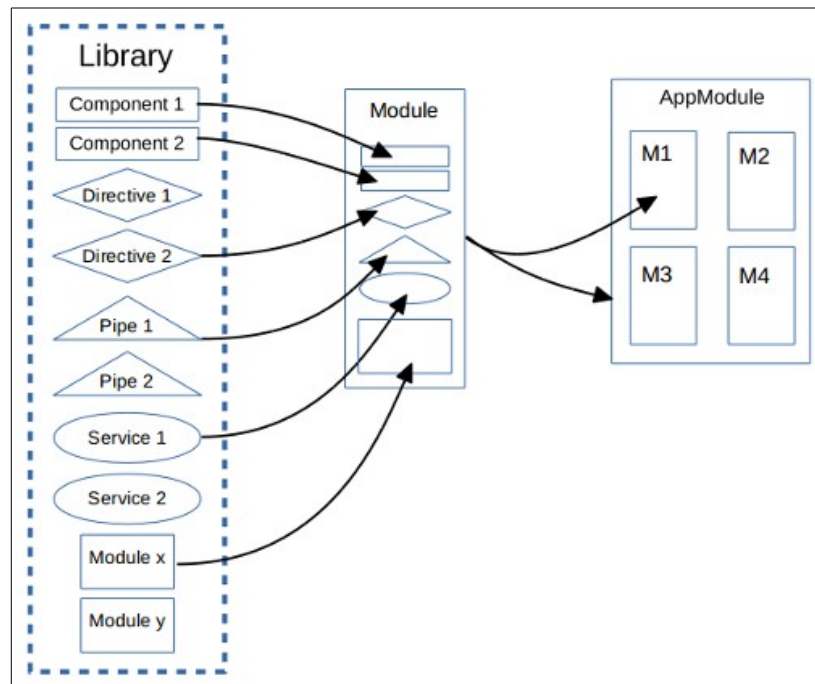 Library
Component 1
Component 2
Directive 1
Directive 2
Pipe 1
Pipe 2
Service 1
Service 2
Module x
Module y
Module
AppModule
M1
M2
M3
M4